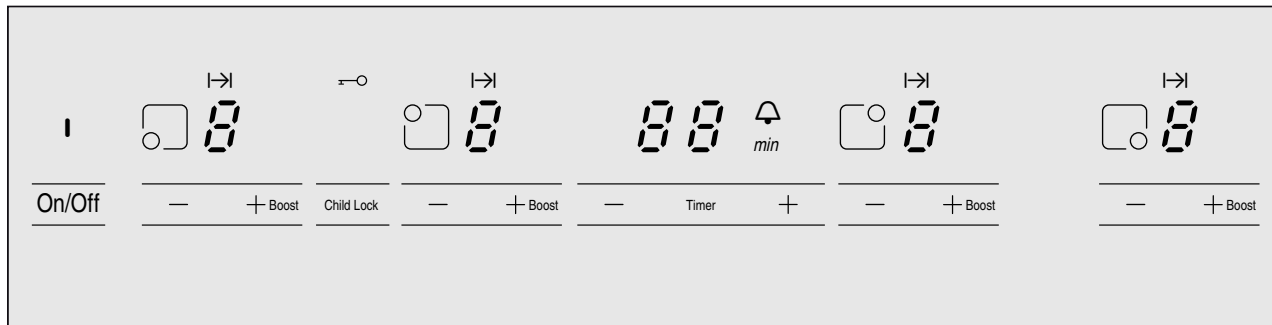 8 8 88 8 8
min
On/Off — + Boost Child Lock — + Boost — Timer + — + Boost — + Boost